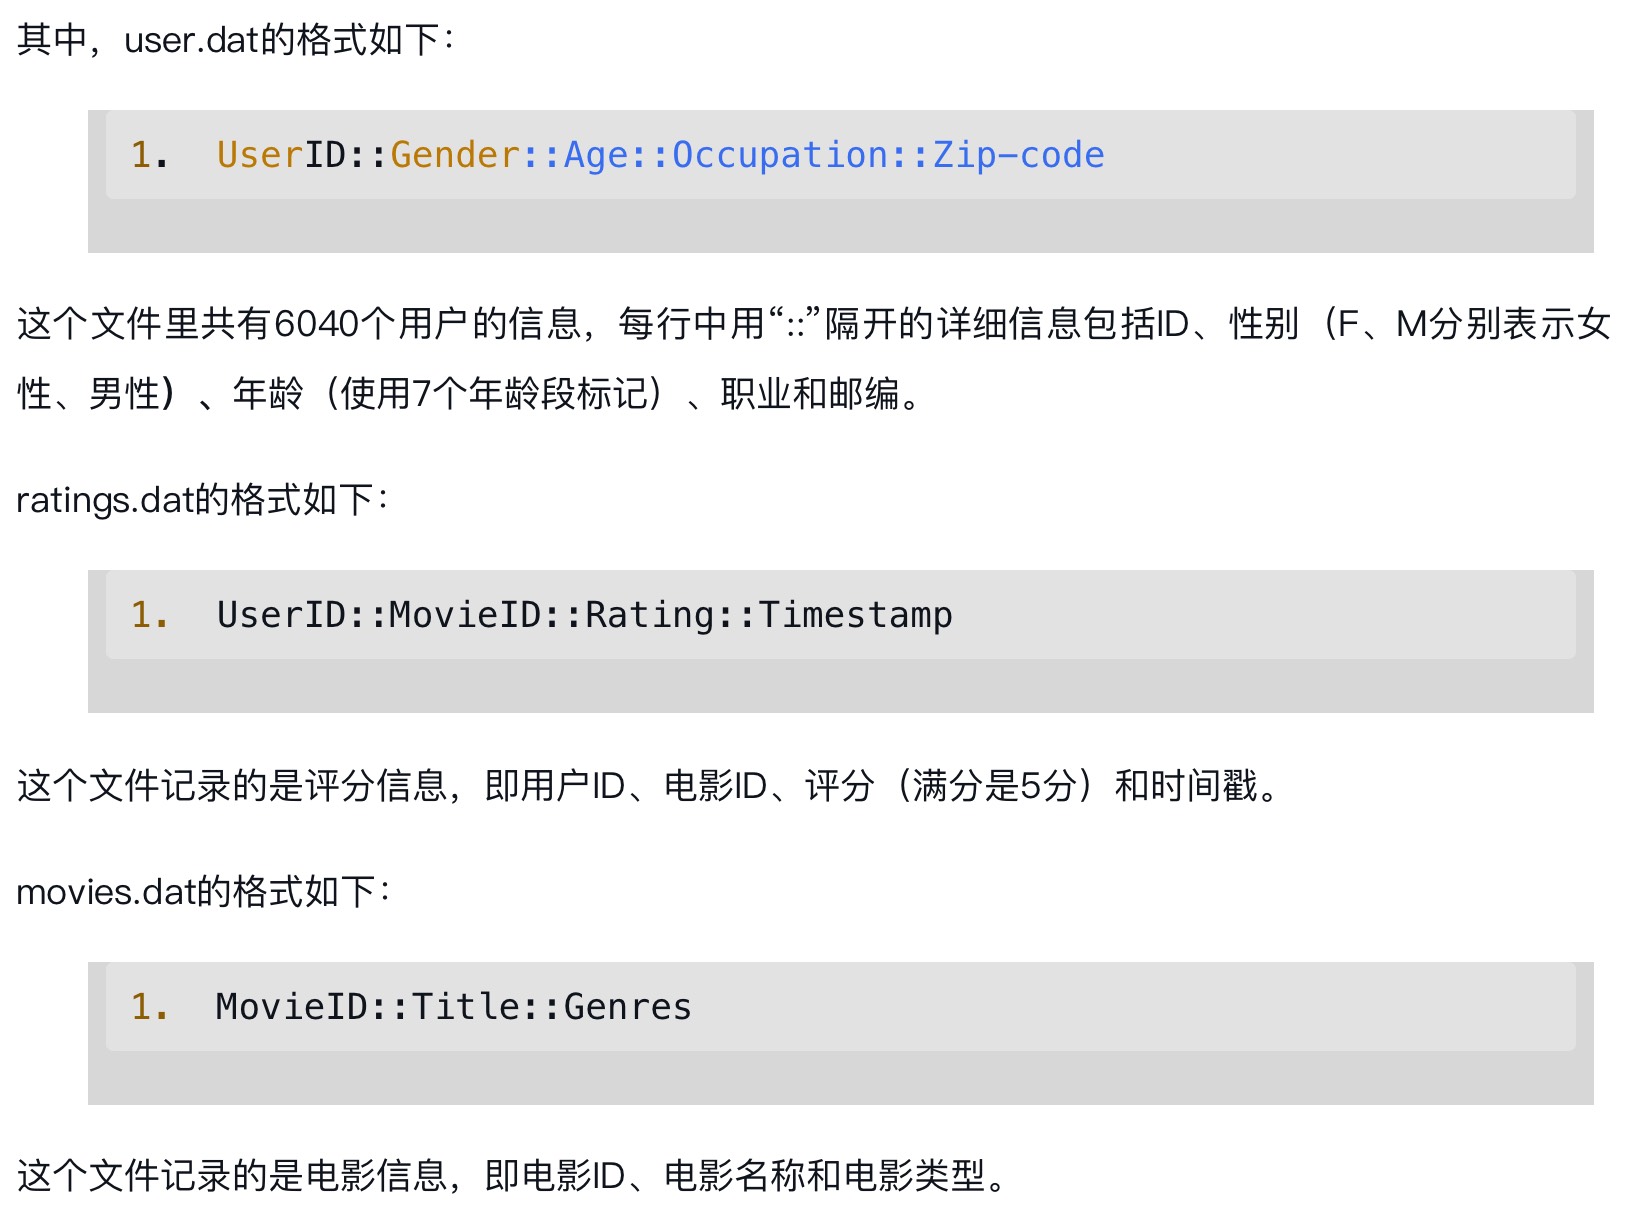 其中，user.dat的格式如下：
1. UserID::Gender::Age::Occupation::Zip-code
这个文件里共有6040个用户的信息，每行中用“::”隔开的详细信息包括ID、性别（F、M分别表示女
性、男性）、年龄（使用7个年龄段标记）、职业和邮编。
ratings.dat的格式如下：
1. UserID::MovieID::Rating::Timestamp
这个文件记录的是评分信息，即用户ID、电影ID、评分（满分是5分）和时间戳。
movies.dat的格式如下：
1. MovieID::Title::Genres
这个文件记录的是电影信息，即电影ID、电影名称和电影类型。